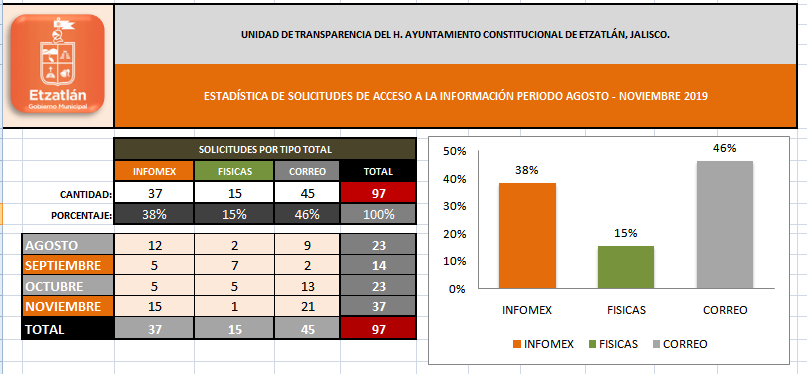 UNIDAD DE TRANSPARENCIA DEL H. AYUNTAMIENTO CONSTITUCIONAL DE ETZATLÁN, JALISCO.
Etzatlán
Gobierno Municipal
ESTADÍSTICA DE SOLICITUDES DE ACCESO A LA INFORMACIÓN PERIODO AGOSTO - NOVIEMBRE 2019
SOLICITUDES POR TIPO TOTAL
INFOMEX FISICAS CORREO TOTAL
CANTIDAD: 37 15 45 97
PORCENTAJE: 38% 15% 46% 100%
AGOSTO 12 2 9 23
SEPTIEMBRE 5 7 2 14
OCTUBRE 5 5 13 23
NOVIEMBRE 15 1 21 37
TOTAL 37 15 45 97
50%
40%
30%
20%
10%
0%
38%
15%
46%
INFOMEX FISICAS CORREO
INFOMEX FISICAS CORREO